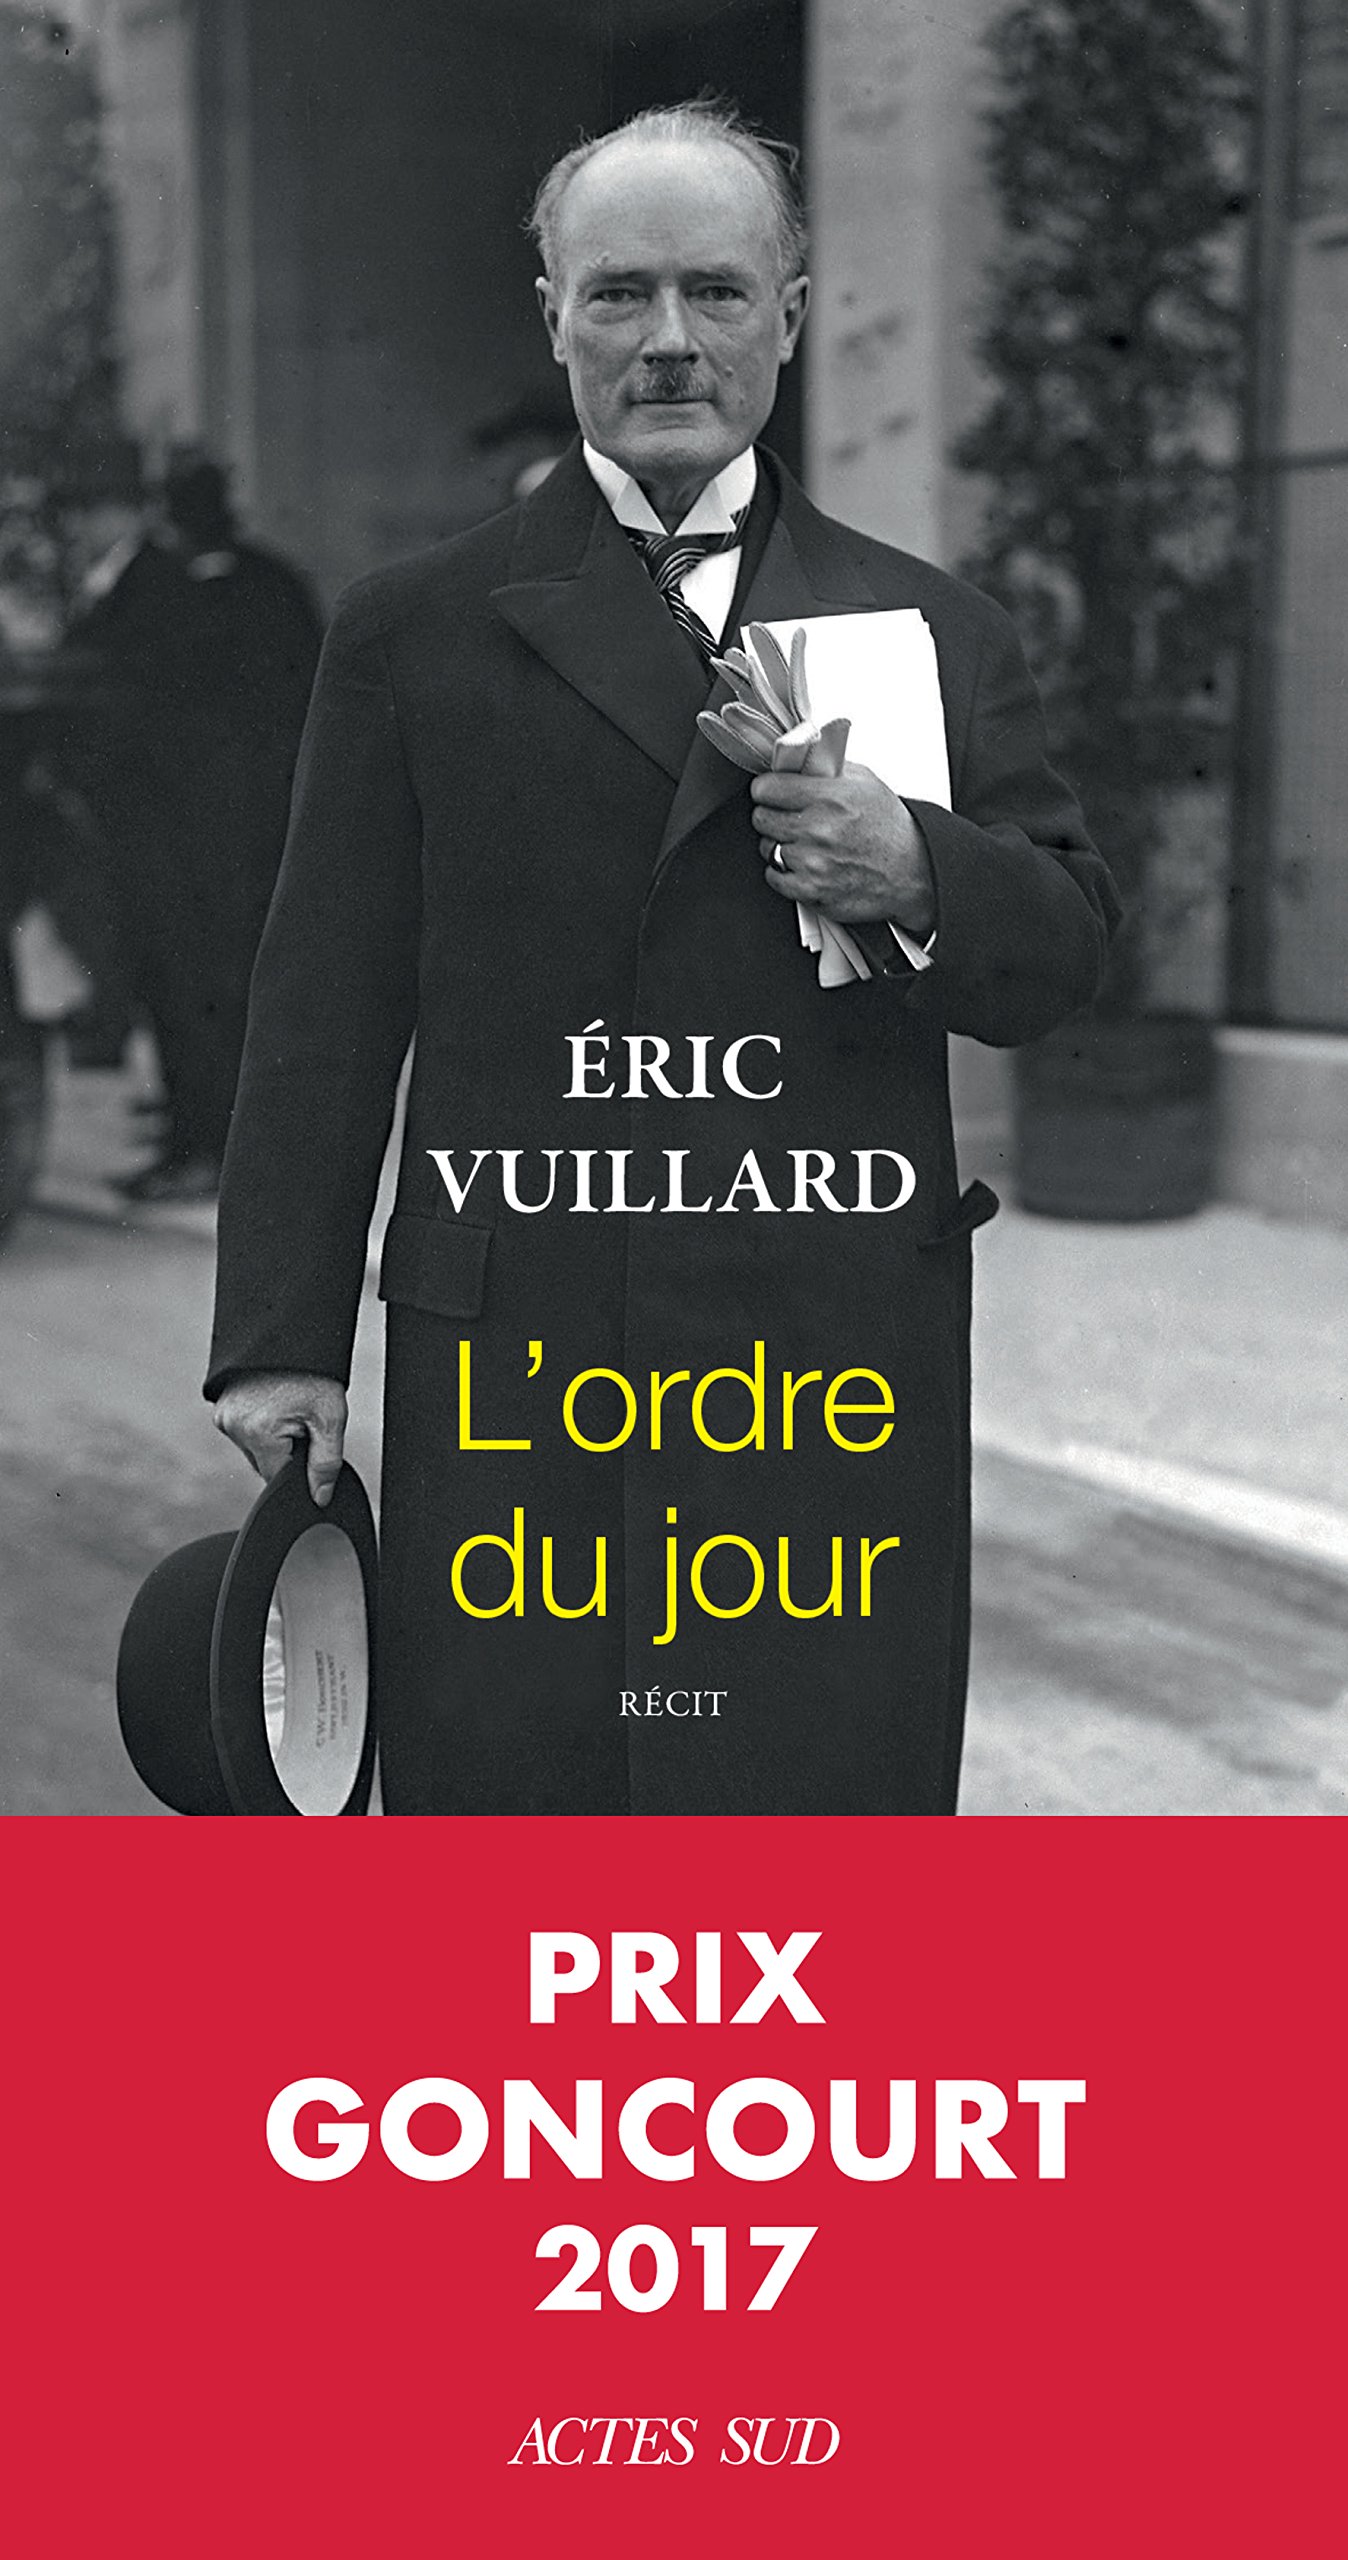 ÉRIC
VUILLARD
L’ordre
du jour
RÉCIT
PRIX
GONCOURT
2017
ACTES SUD